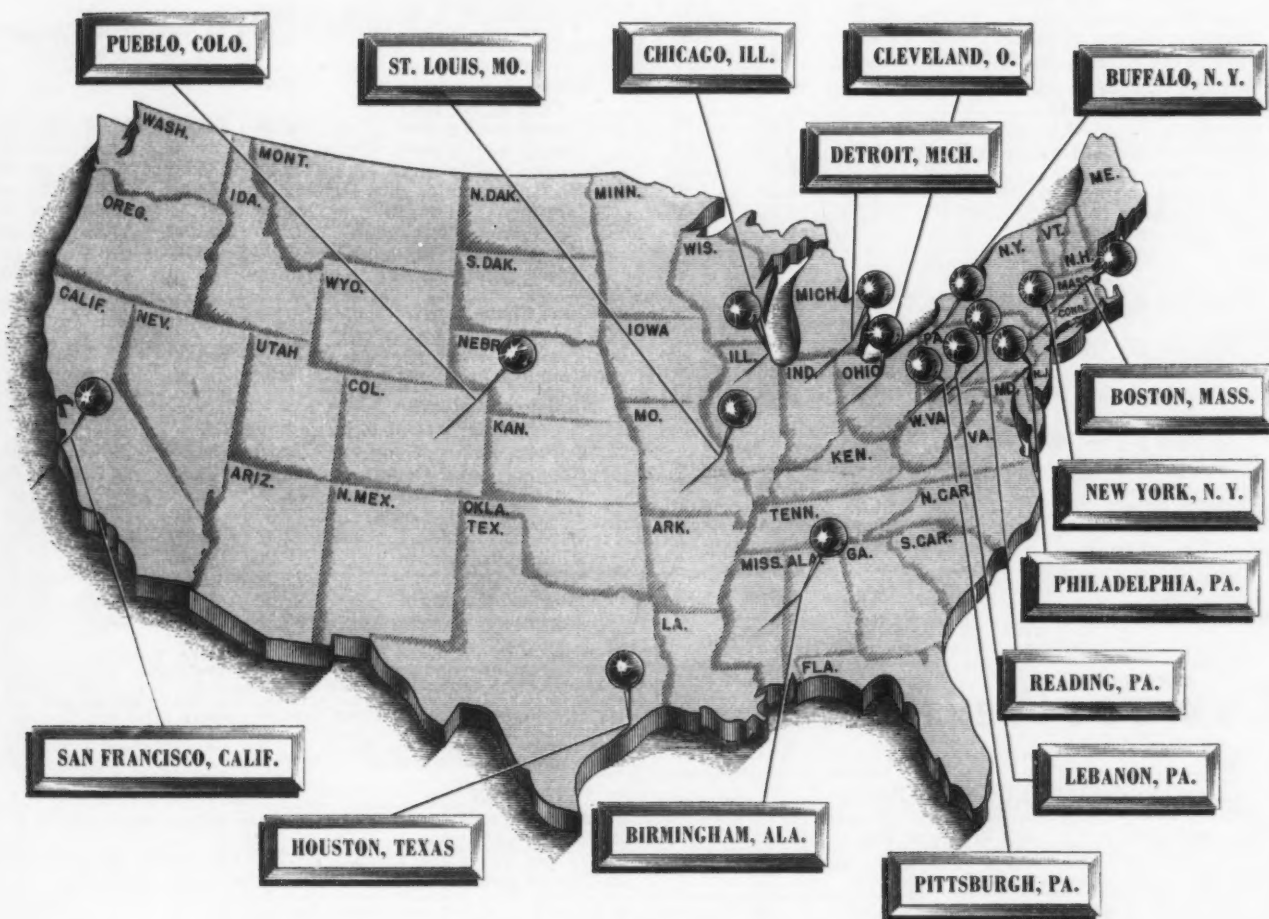 PUEBLO, COLO.
ST. LOUIS, MO.
CHICAGO, ILL.
CLEVELAND, O.
BUFFALO, N. Y.
DETROIT, MICH.
WASH.
MONT.
N.DAK.
MINN.
ME.
OREG.
IDA.
WIS.
N.Y.
VT.
N.H.
S.DAK.
WYO.
MICH.
MASS.
CONN.
CALIF.
NEV.
IOWA
NEBR.
UTAH
ILL.
IND.
OHIO
PA.
N.J.
COL.
MO.
MD.
W.VA.
VA.
BOSTON, MASS.
KAN.
KEN.
ARIZ.
N.MEX.
OKLA.
TEX.
ARK.
TENN.
N.CAR.
NEW YORK, N. Y.
MISS.
ALA.
GA.
S.CAR.
PHILADELPHIA, PA.
LA.
FLA.
READING, PA.
SAN FRANCISCO, CALIF.
LEBANON, PA.
HOUSTON, TEXAS
BIRMINGHAM, ALA.
PITTSBURGH, PA.